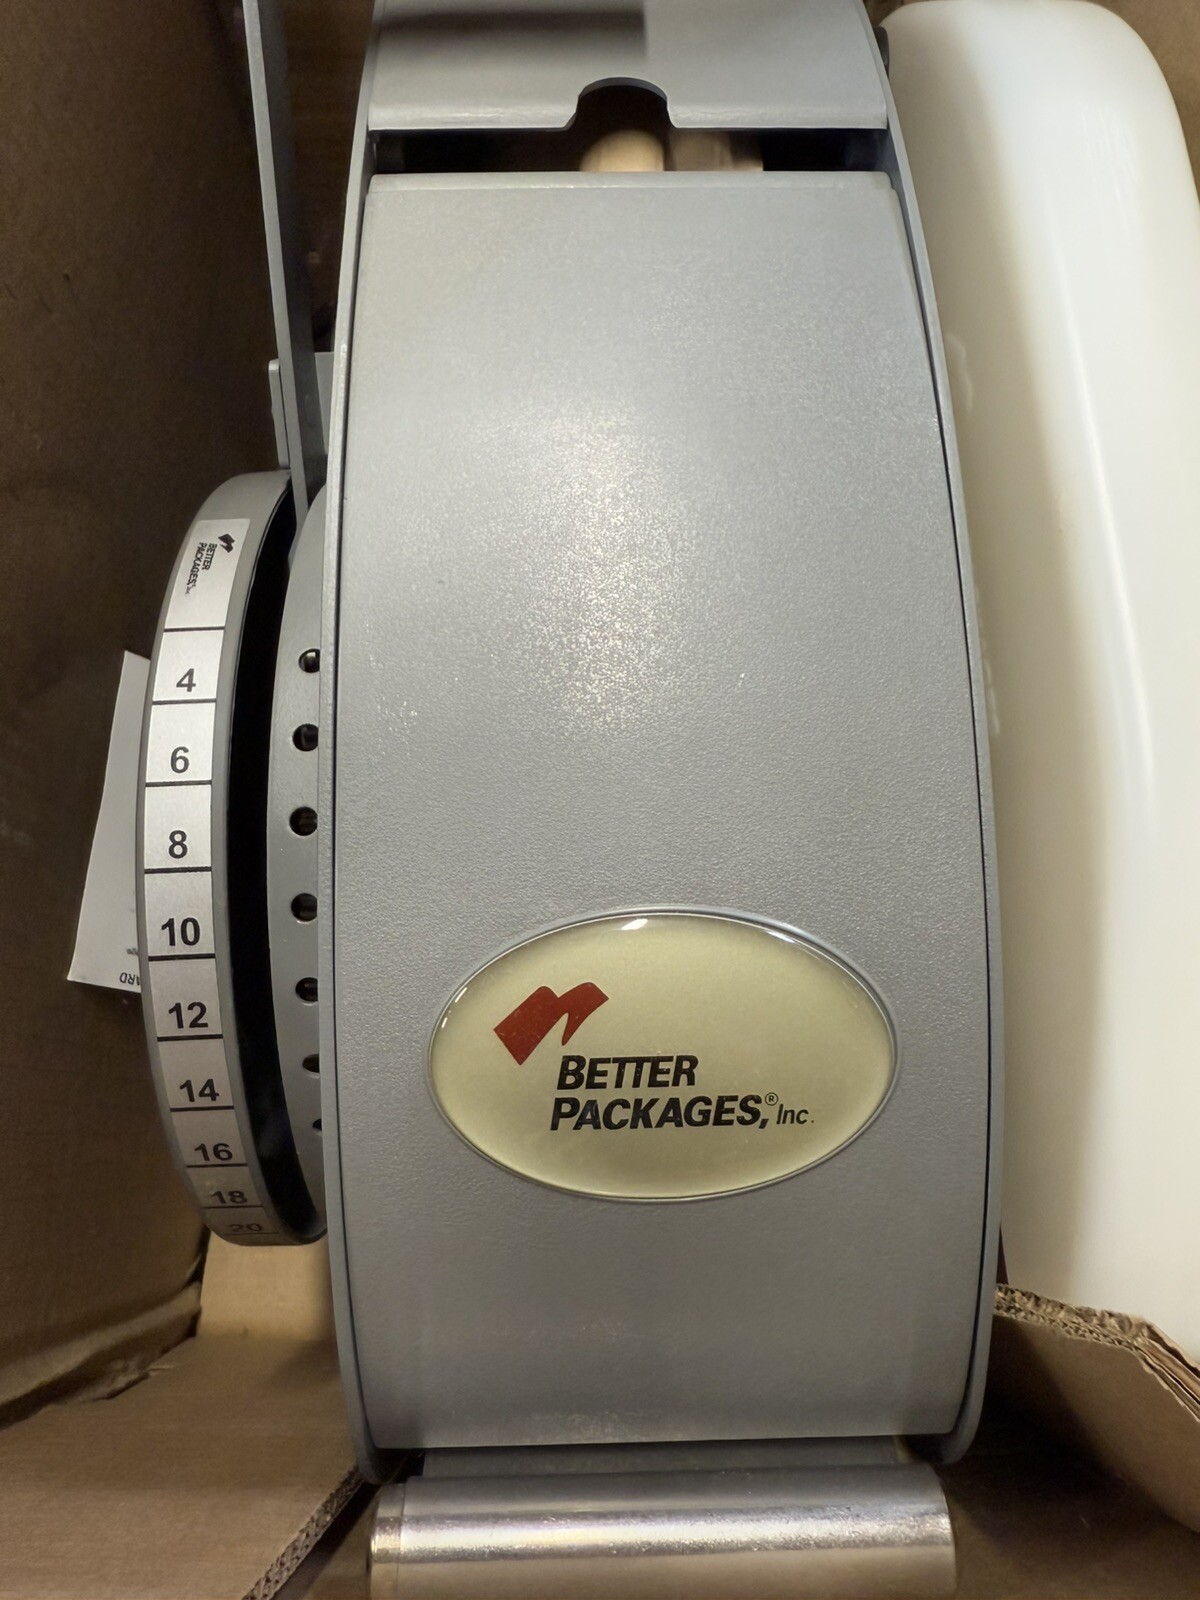 BETTER
PACKAGES, Inc.
4
6
8
10
12
14
16
18
20
BETTER
PACKAGES,® Inc.